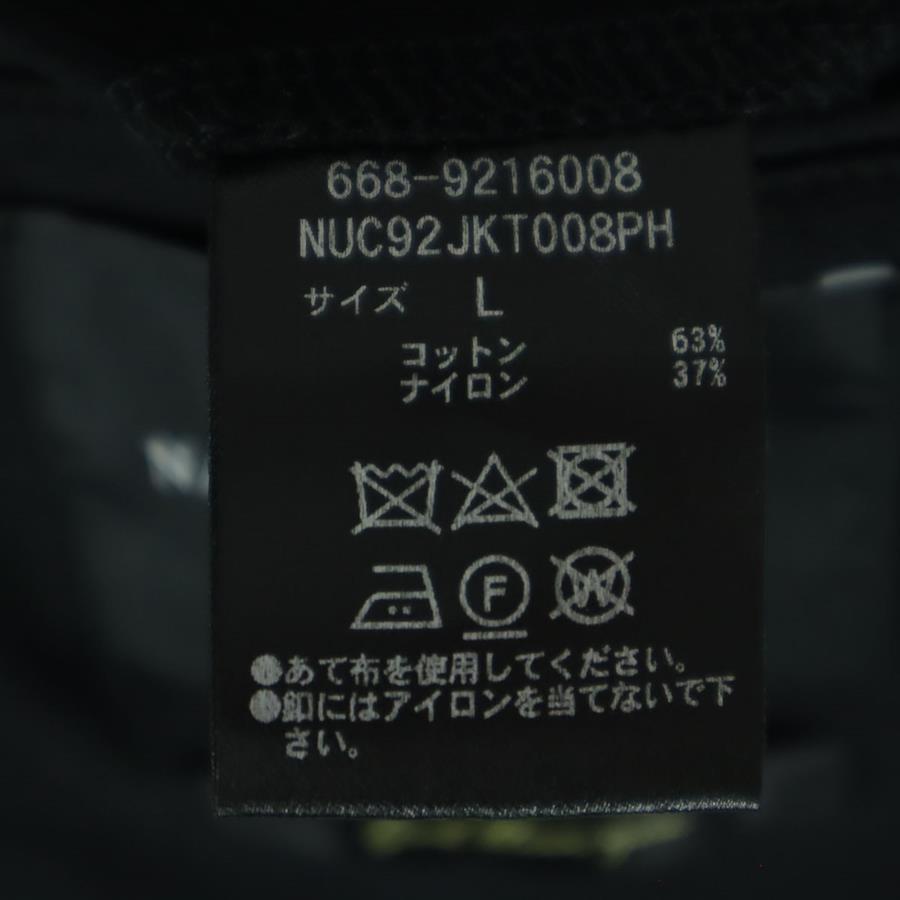 668-9216008
NUC92JKT008PH
サイズ L
コットン 63%
ナイロン 37%
F
W
●あて布を使用してください。
●釦にはアイロンを当てないで下
さい。